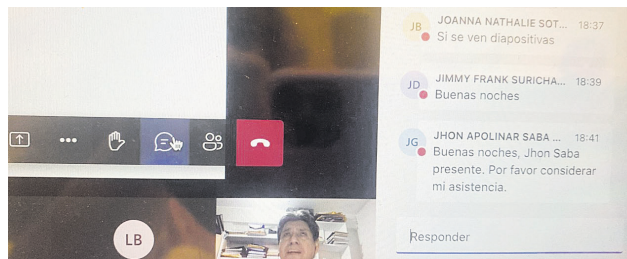 JB JOANNA NATHALIE SOT... 18:37
Si se ven diapositivas
JD JIMMY FRANK SURICHA... 18:39
Buenas noches
JG JHON APOLINAR SABA ... 18:41
Buenas noches, Jhon Saba
presente. Por favor considerar
mi asistencia.
LB
Responder